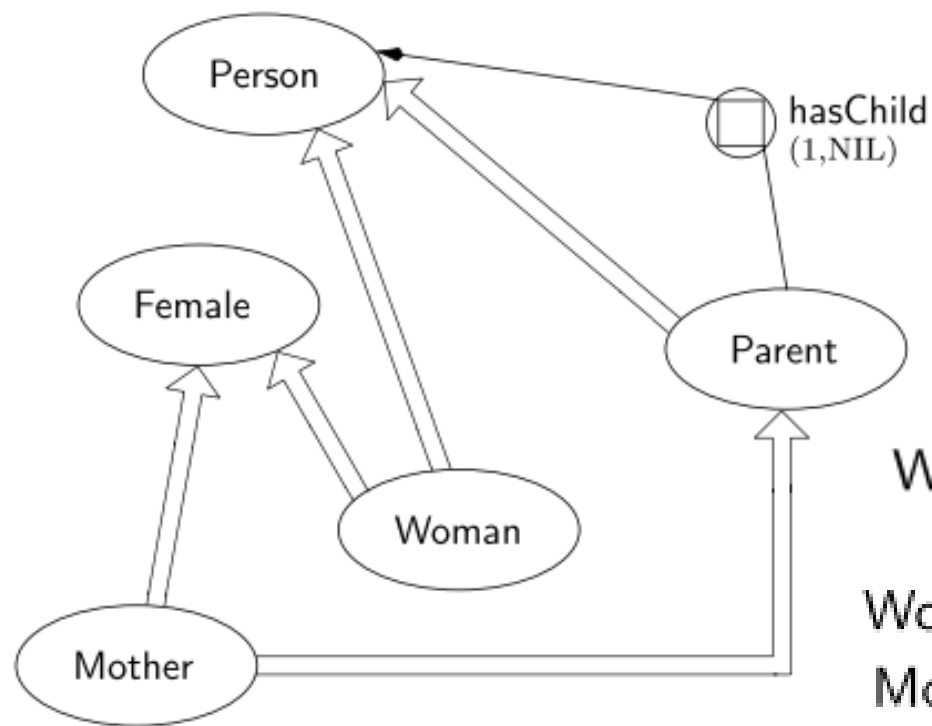 Person
hasChild
(1,NIL)
Female
Parent
Woman
Mother